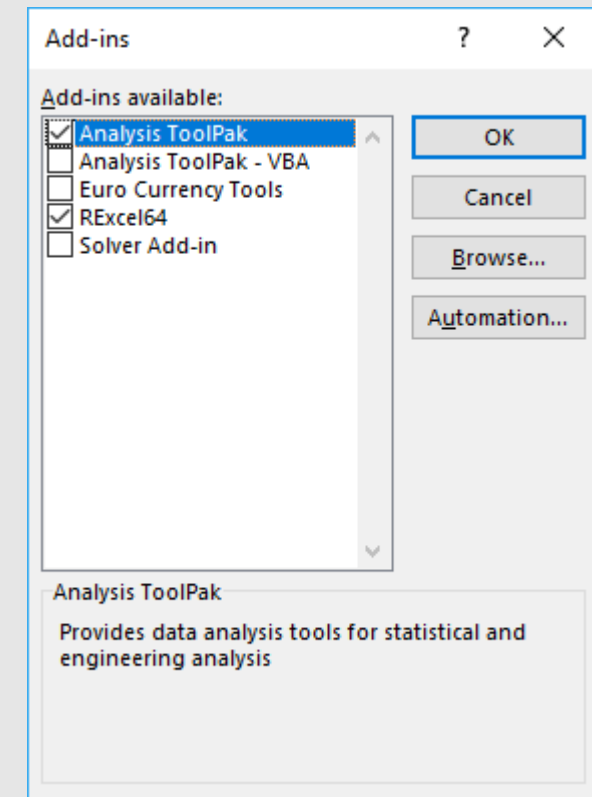 Add-ins
?
Add-ins available:
Analysis ToolPak
Analysis ToolPak - VBA
Euro Currency Tools
RExcel64
Solver Add-in
OK
Cancel
Browse...
Automation...
Analysis ToolPak
Provides data analysis tools for statistical and
engineering analysis